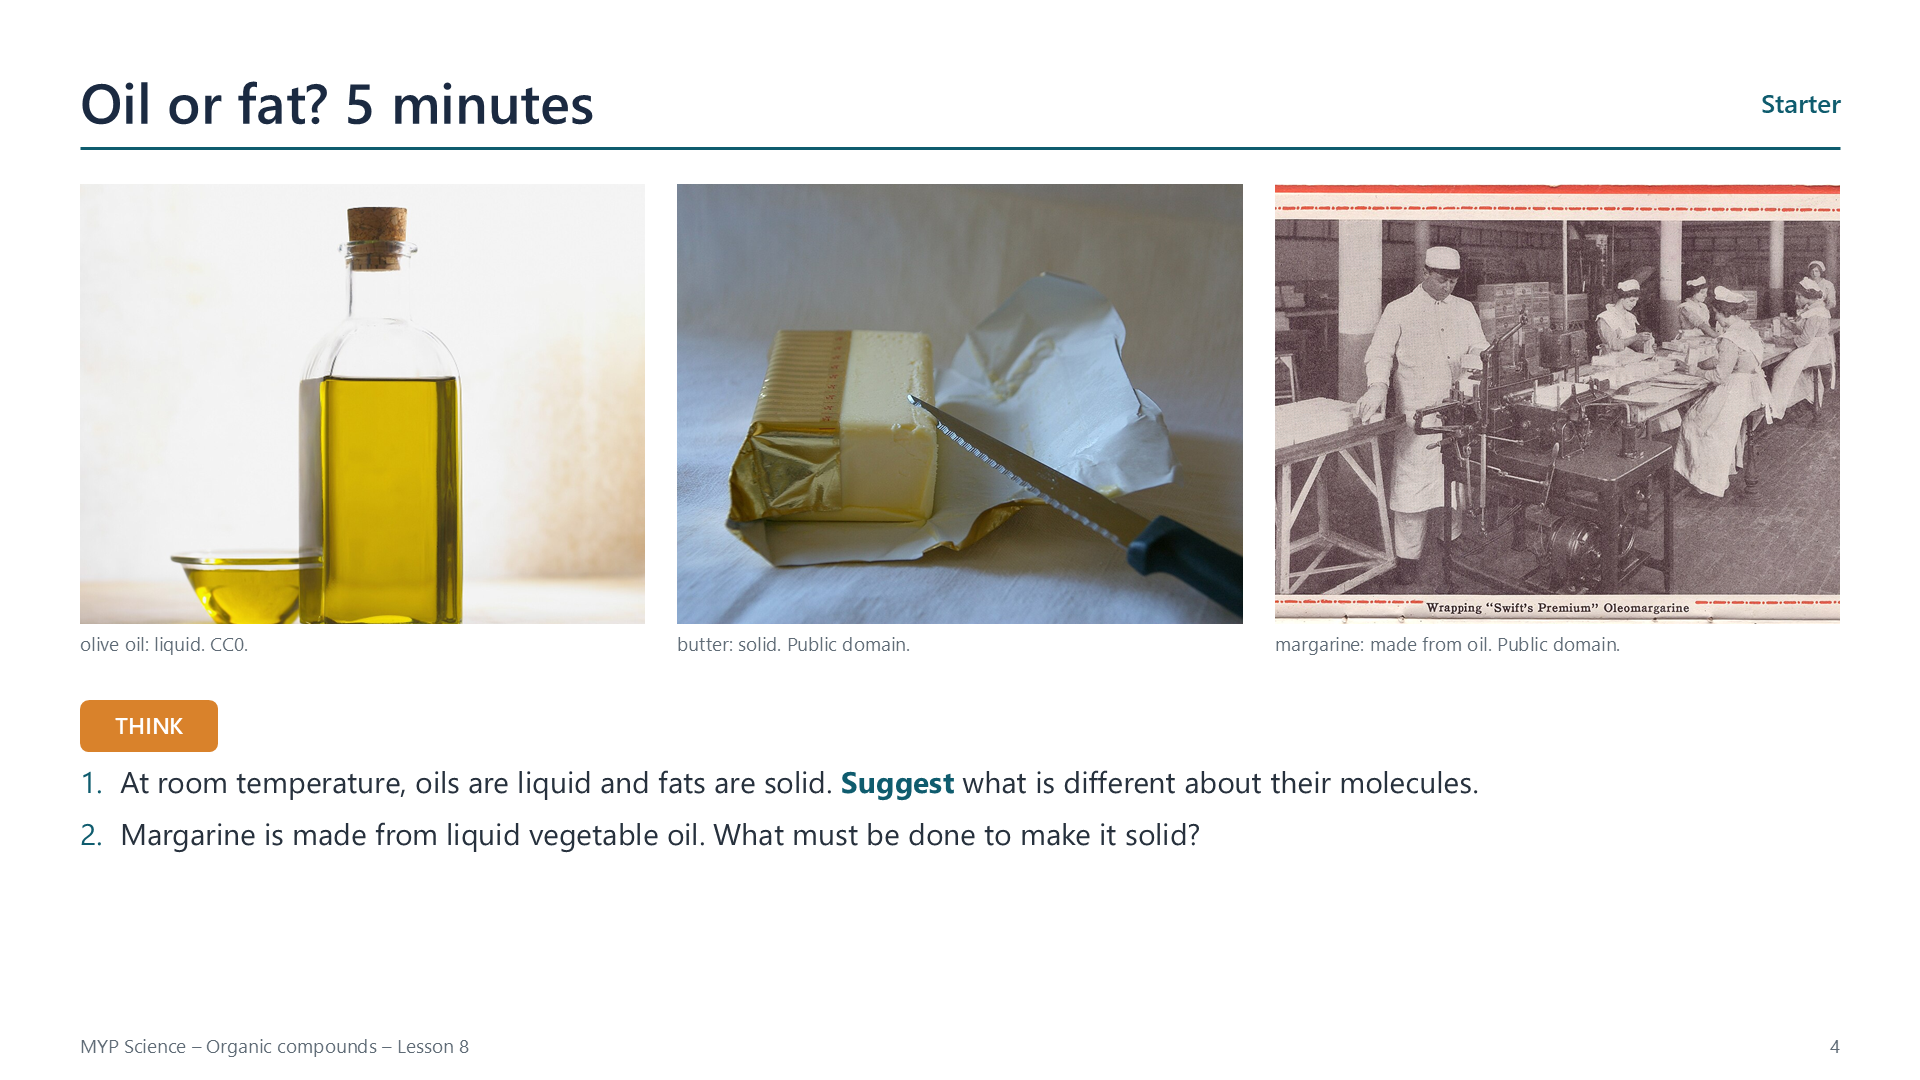 Oil or fat? 5 minutes
Starter
Wrapping “Swift's Premium” Oleomargarine
olive oil: liquid. CC0.
butter: solid. Public domain.
margarine: made from oil. Public domain.
THINK
1. At room temperature, oils are liquid and fats are solid. Suggest what is different about their molecules.
2. Margarine is made from liquid vegetable oil. What must be done to make it solid?
MYP Science – Organic compounds – Lesson 8
4